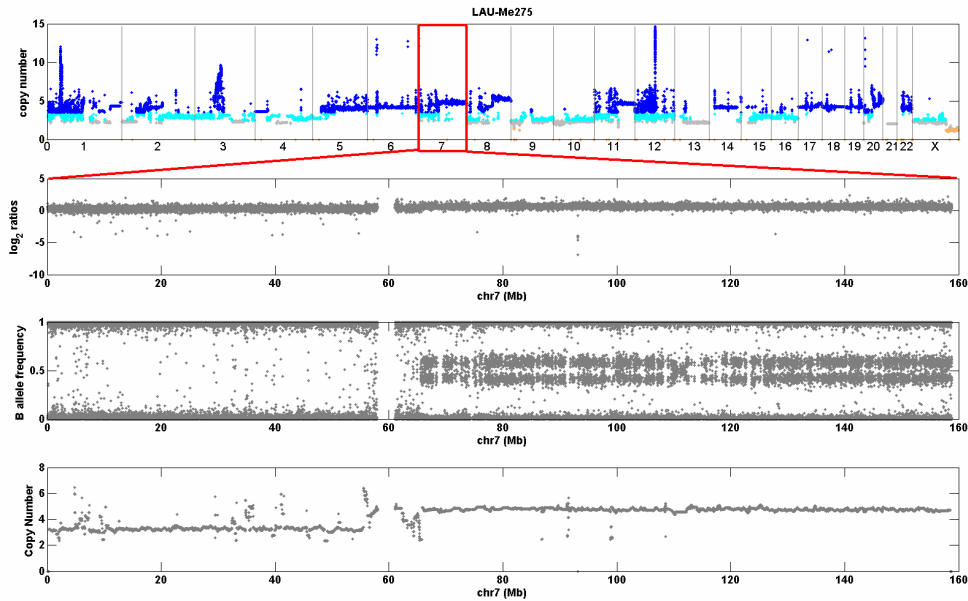 LAU-Me275
copy number
15
10
5
0
0 1 2 3 4 5 6 7 8 9 10 11 12 13 14 15 16 17 18 19 20 21 22 X
log2 ratios
5
0
-5
-10
0 20 40 60 80 100 120 140 160
chr7 (Mb)
B allele frequency
1
0.5
0
0 20 40 60 80 100 120 140 160
chr7 (Mb)
Copy Number
8
6
4
2
0
0 20 40 60 80 100 120 140 160
chr7 (Mb)